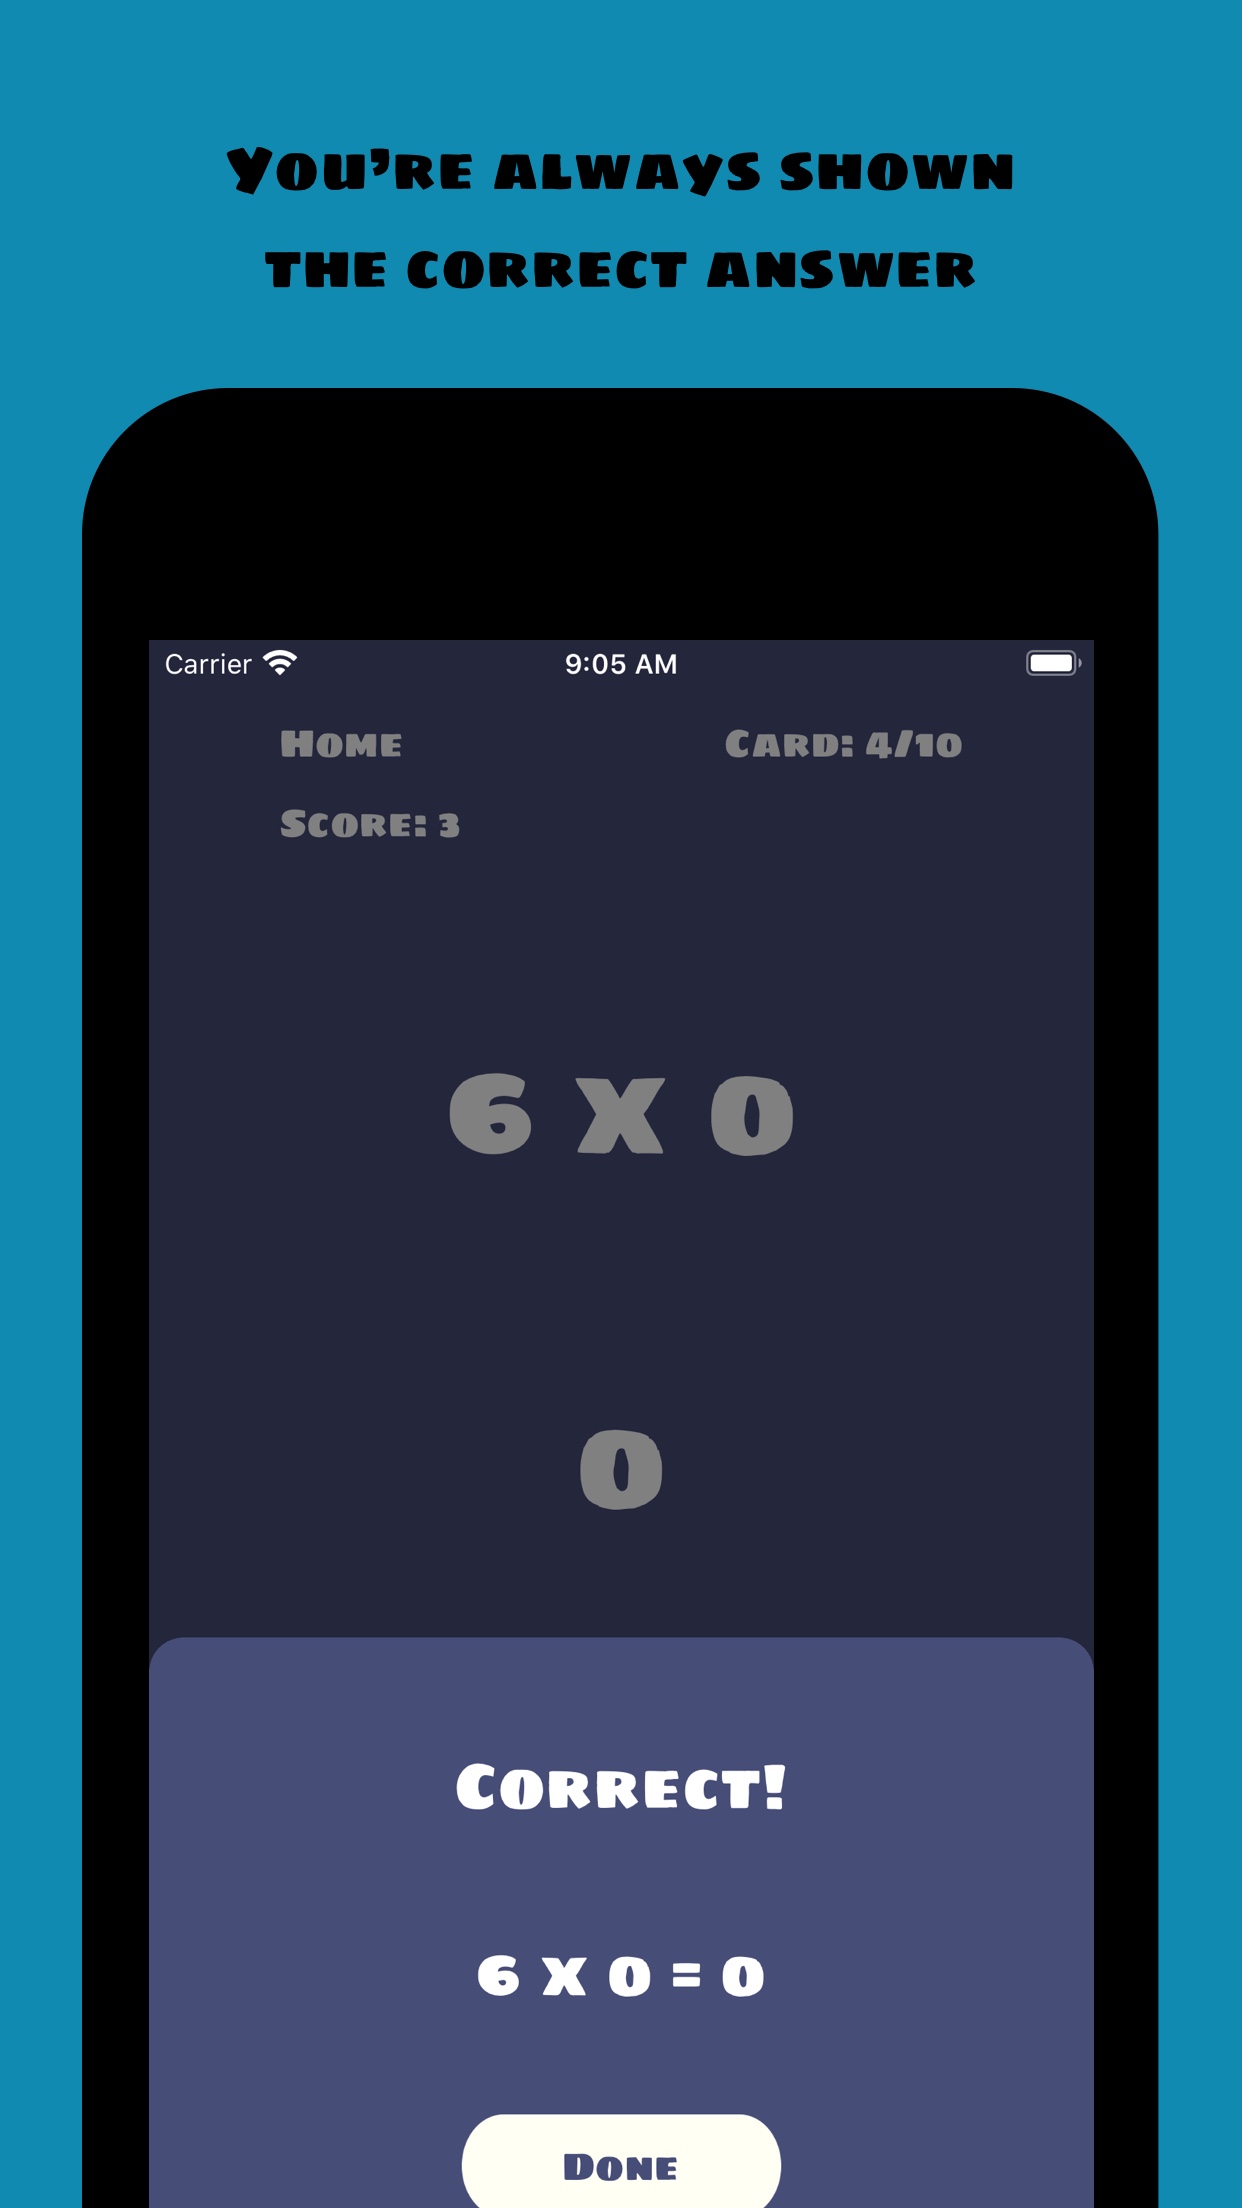 You're always shown
the correct answer
Carrier 9:05 AM
Home Card: 4/10
Score: 3
6 x 0
0
Correct!
6 x 0 = 0
Done